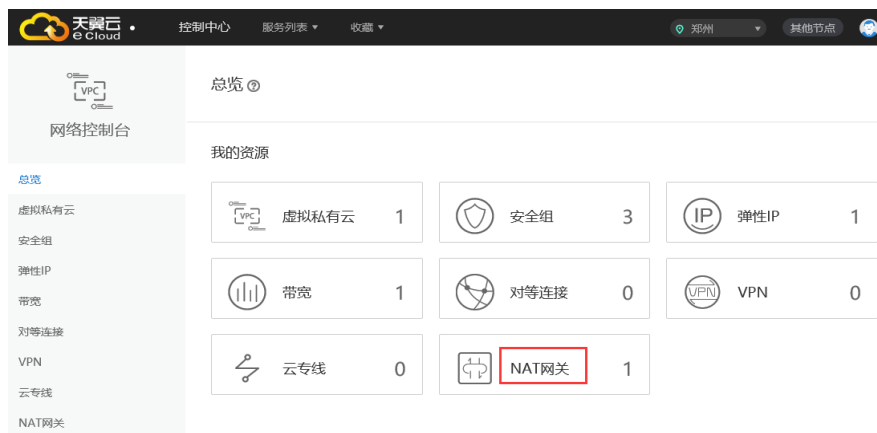 天翼云 控制中心 服务列表 收藏 郑州 其他节点
e Cloud
VPC
网络控制台
总览
虚拟私有云
安全组
弹性IP
带宽
对等连接
VPN
云专线
NAT网关
总览
我的资源
VPC 虚拟私有云 1
安全组 3
IP 弹性IP 1
带宽 1
对等连接 0
VPN VPN 0
云专线 0
NAT网关 1